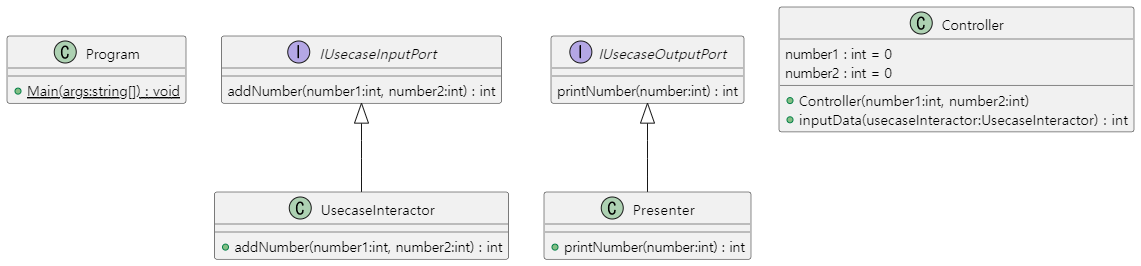 C Program
Main(args:string[]) : void
I IUsecaseInputPort
addNumber(number1:int, number2:int) : int
I IUsecaseOutputPort
printNumber(number:int) : int
C Controller
number1 : int = 0
number2 : int = 0
Controller(number1:int, number2:int)
inputData(usecaseInteractor:UsecaseInteractor) : int
C UsecaseInteractor
addNumber(number1:int, number2:int) : int
C Presenter
printNumber(number:int) : int